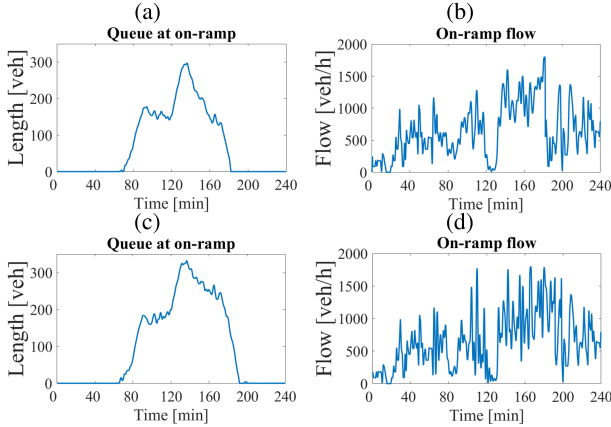 (a)
Queue at on-ramp
Length [veh]
300
200
100
0
0 40 80 120 160 200 240
Time [min]
(b)
On-ramp flow
Flow [veh/h]
2000
1500
1000
500
0
0 40 80 120 160 200 240
Time [min]
(c)
Queue at on-ramp
Length [veh]
300
200
100
0
0 40 80 120 160 200 240
Time [min]
(d)
On-ramp flow
Flow [veh/h]
2000
1500
1000
500
0
0 40 80 120 160 200 240
Time [min]